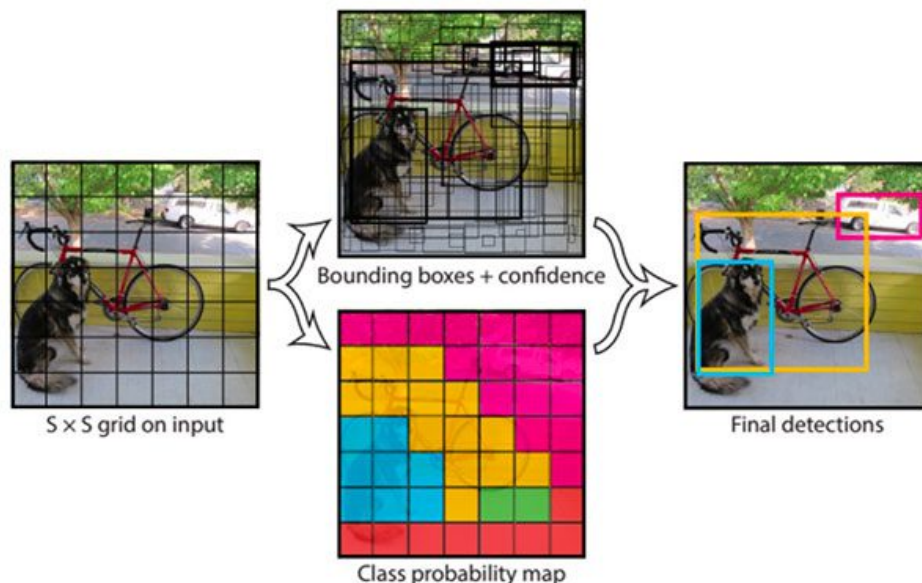 S × S grid on input
Bounding boxes + confidence
Class probability map
Final detections